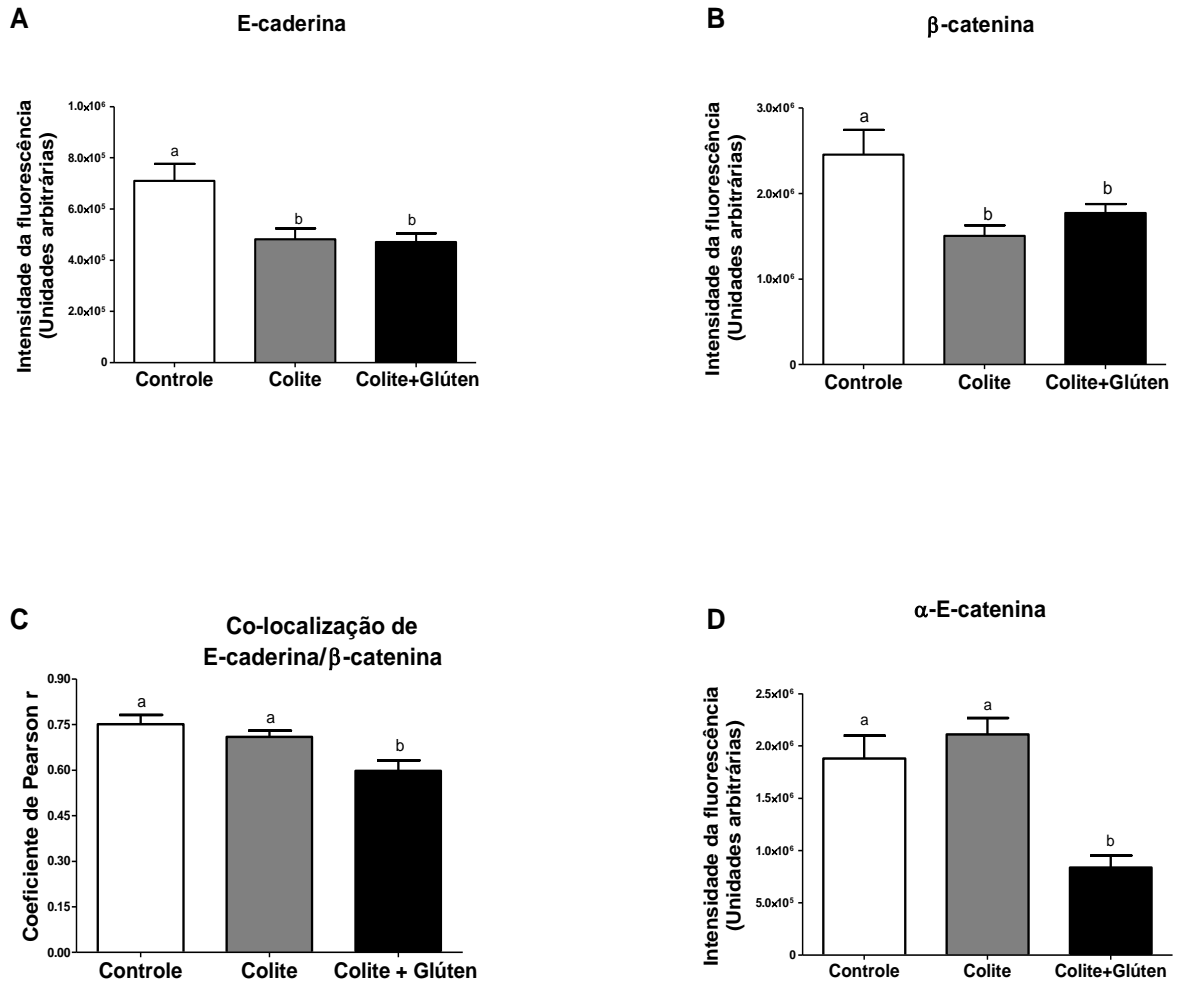 A
E-caderina
Intensidade da fluorescência
(Unidades arbitrárias)
1.0x10⁶
8.0x10⁵
6.0x10⁵
4.0x10⁵
2.0x10⁵
0
a
b
b
Controle
Colite
Colite+Glúten
B
β-catenina
Intensidade da fluorescência
(Unidades arbitrárias)
3.0x10⁶
2.0x10⁶
1.0x10⁶
0
a
b
b
Controle
Colite
Colite+Glúten
C
Co-localização de
E-caderina/β-catenina
Coeficiente de Pearson r
0.90
0.75
0.60
0.45
0.30
0.15
0.00
a
a
b
Controle
Colite
Colite + Glúten
D
α-E-catenina
Intensidade da fluorescência
(Unidades arbitrárias)
2.5x10⁶
2.0x10⁶
1.5x10⁶
1.0x10⁶
5.0x10⁵
0
a
a
b
Controle
Colite
Colite+Glúten